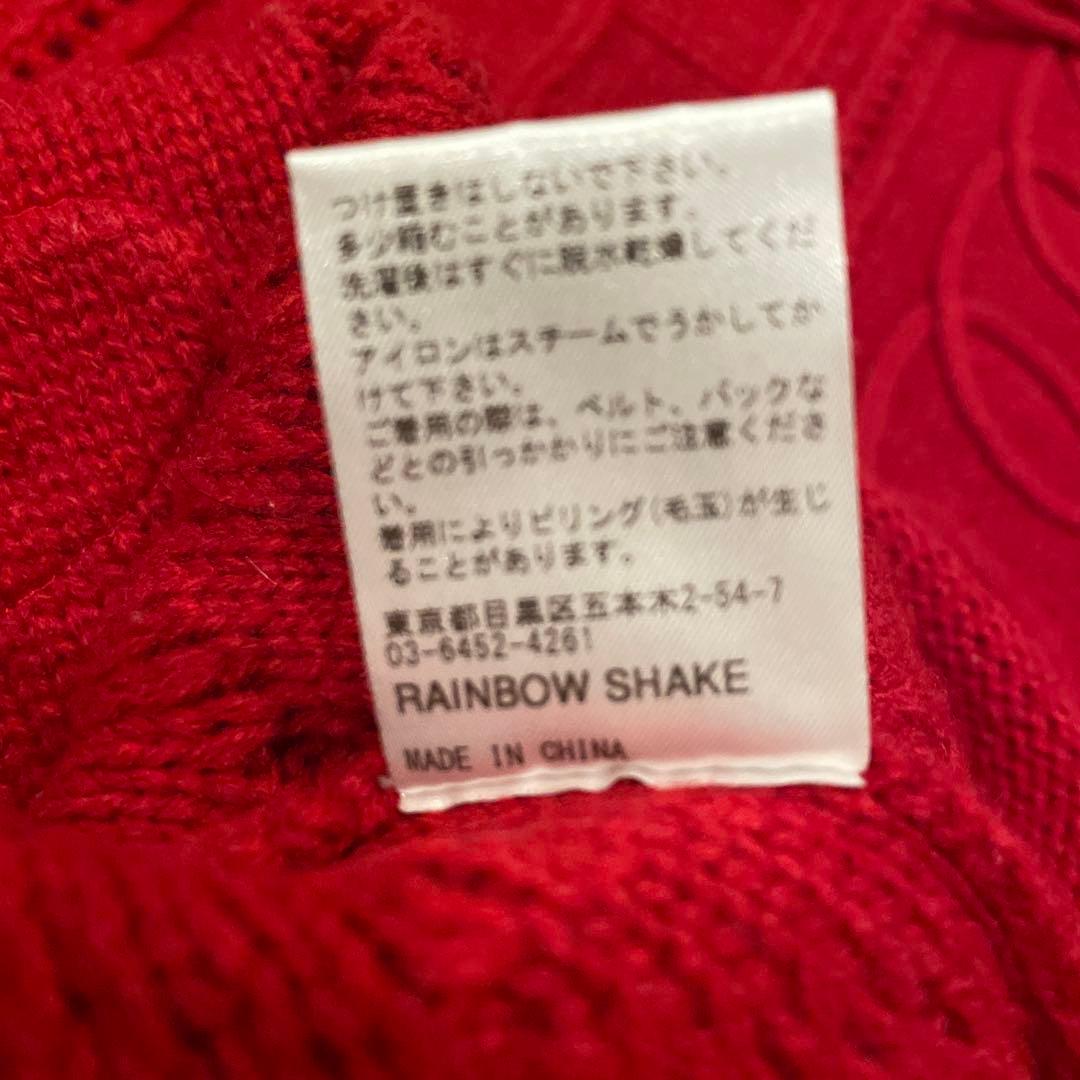 つけ置きはしないで下さい。
多少縮むことがあります。
洗濯後はすぐに脱水乾燥してくだ
さい。
アイロンはスチームでうかしてか
けて下さい。
ご着用の際は、ベルト、バックな
どとの引っかかりにご注意くださ
い。
着用によりピリング(毛玉)が生じ
ることがあります。
東京都目黒区五本木2-54-7
03-6452-4261
RAINBOW SHAKE
MADE IN CHINA